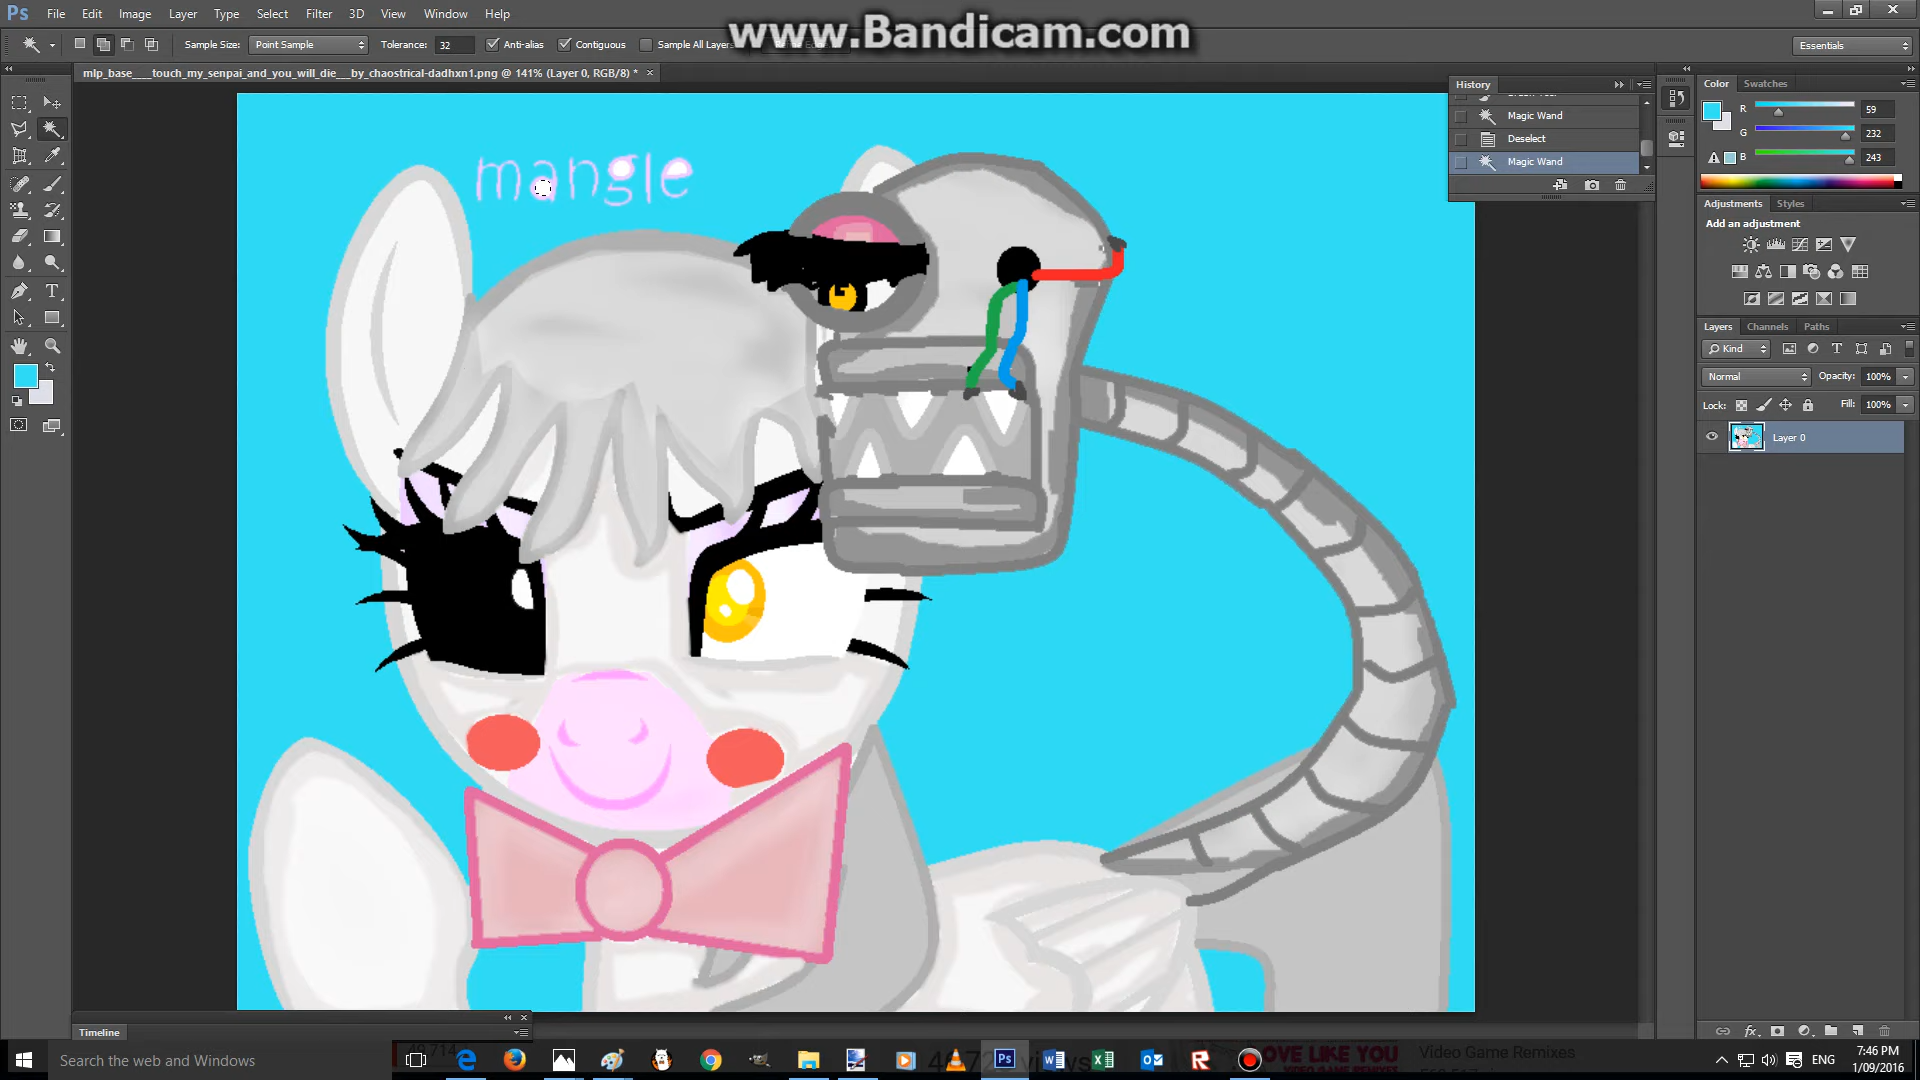 Ps File Edit Image Layer Type Select Filter 3D View Window Help
www.Bandicam.com
Sample Size: Point Sample Tolerance: 32 Anti-alias Contiguous Sample All Layers
Essentials
mlp_base___touch_my_senpai_and_you_will_die__by_chaostrical-dadhxn1.png @ 141% (Layer 0, RGB/8) *
History
Magic Wand
Deselect
Magic Wand
Color Swatches
R 59
G 232
B 243
Adjustments Styles
Add an adjustment
Layers Channels Paths
Kind
Normal Opacity: 100%
Lock: Fill: 100%
Layer 0
mangle
Timeline
Search the web and Windows
Ps
OVE LIKE YOU
Video Game Remixes
ENG
7:46 PM
1/09/2016